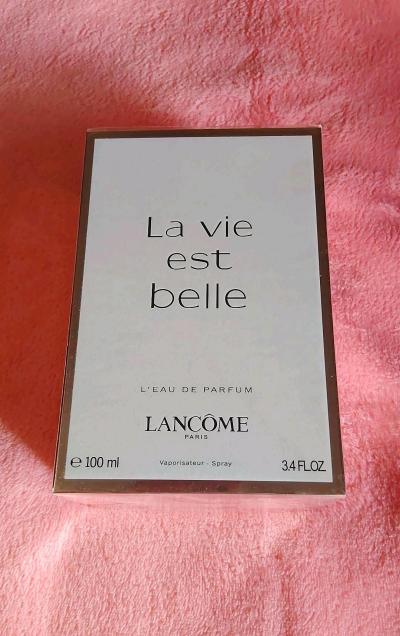 La vie
est
belle
L'EAU DE PARFUM
LANCÔME
PARIS
℮ 100 ml Vaporisateur - Spray 3.4 FL.OZ.